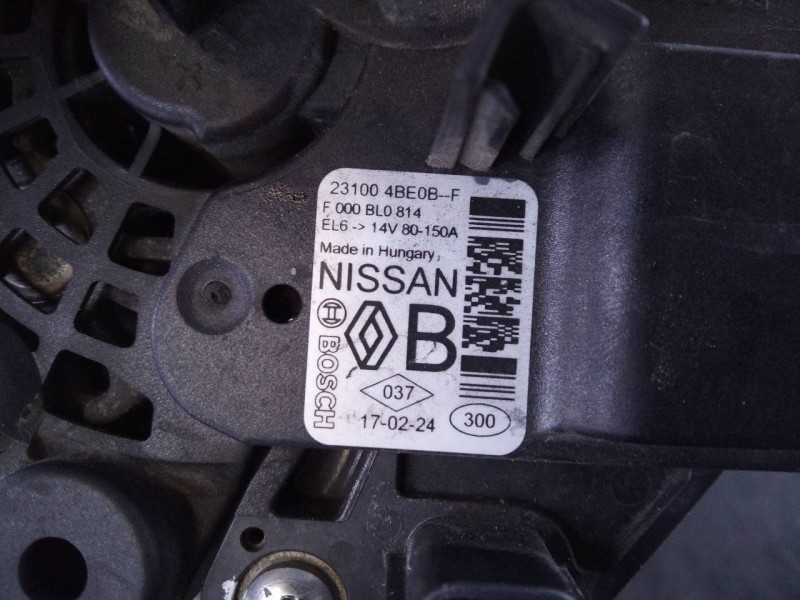 23100 4BE0B--F
F 000 BL0 814
EL6 -> 14V 80-150A
Made in Hungary
NISSAN
BOSCH
B
037
17-02-24
300